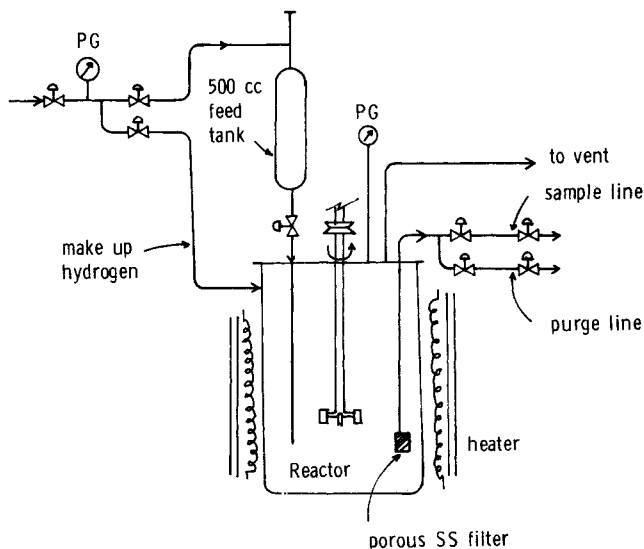 PG
500 cc
feed
tank
PG
to vent
sample line
make up
hydrogen
purge line
heater
Reactor
porous SS filter